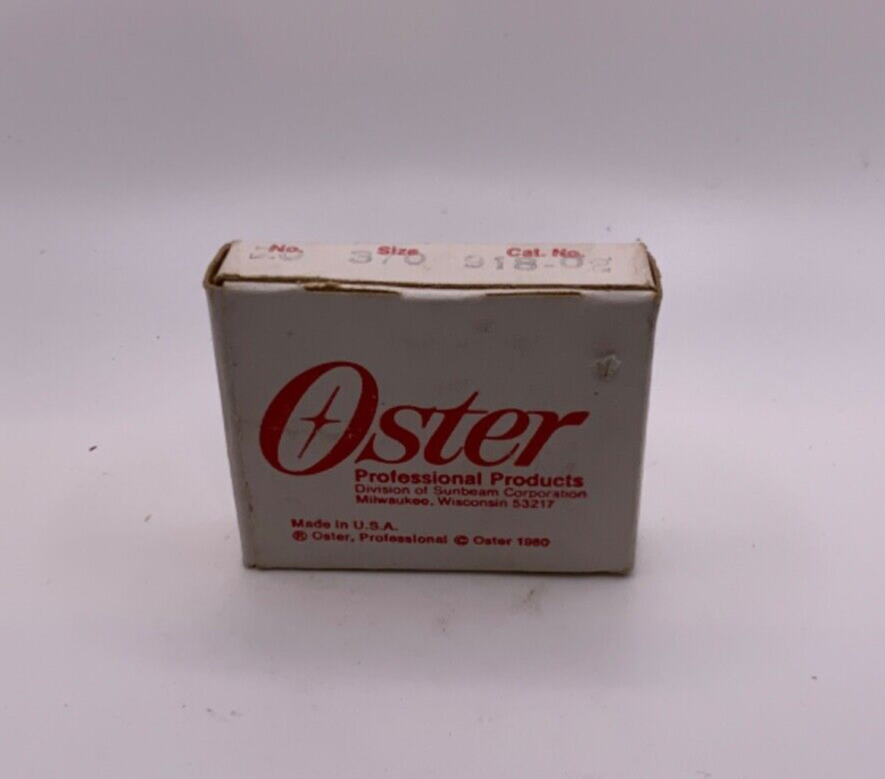 No. Size Cat. No.
3/0
Oster
Professional Products
Division of Sunbeam Corporation
Milwaukee, Wisconsin 53217
Made in U.S.A.
® Oster, Professional © Oster 1980